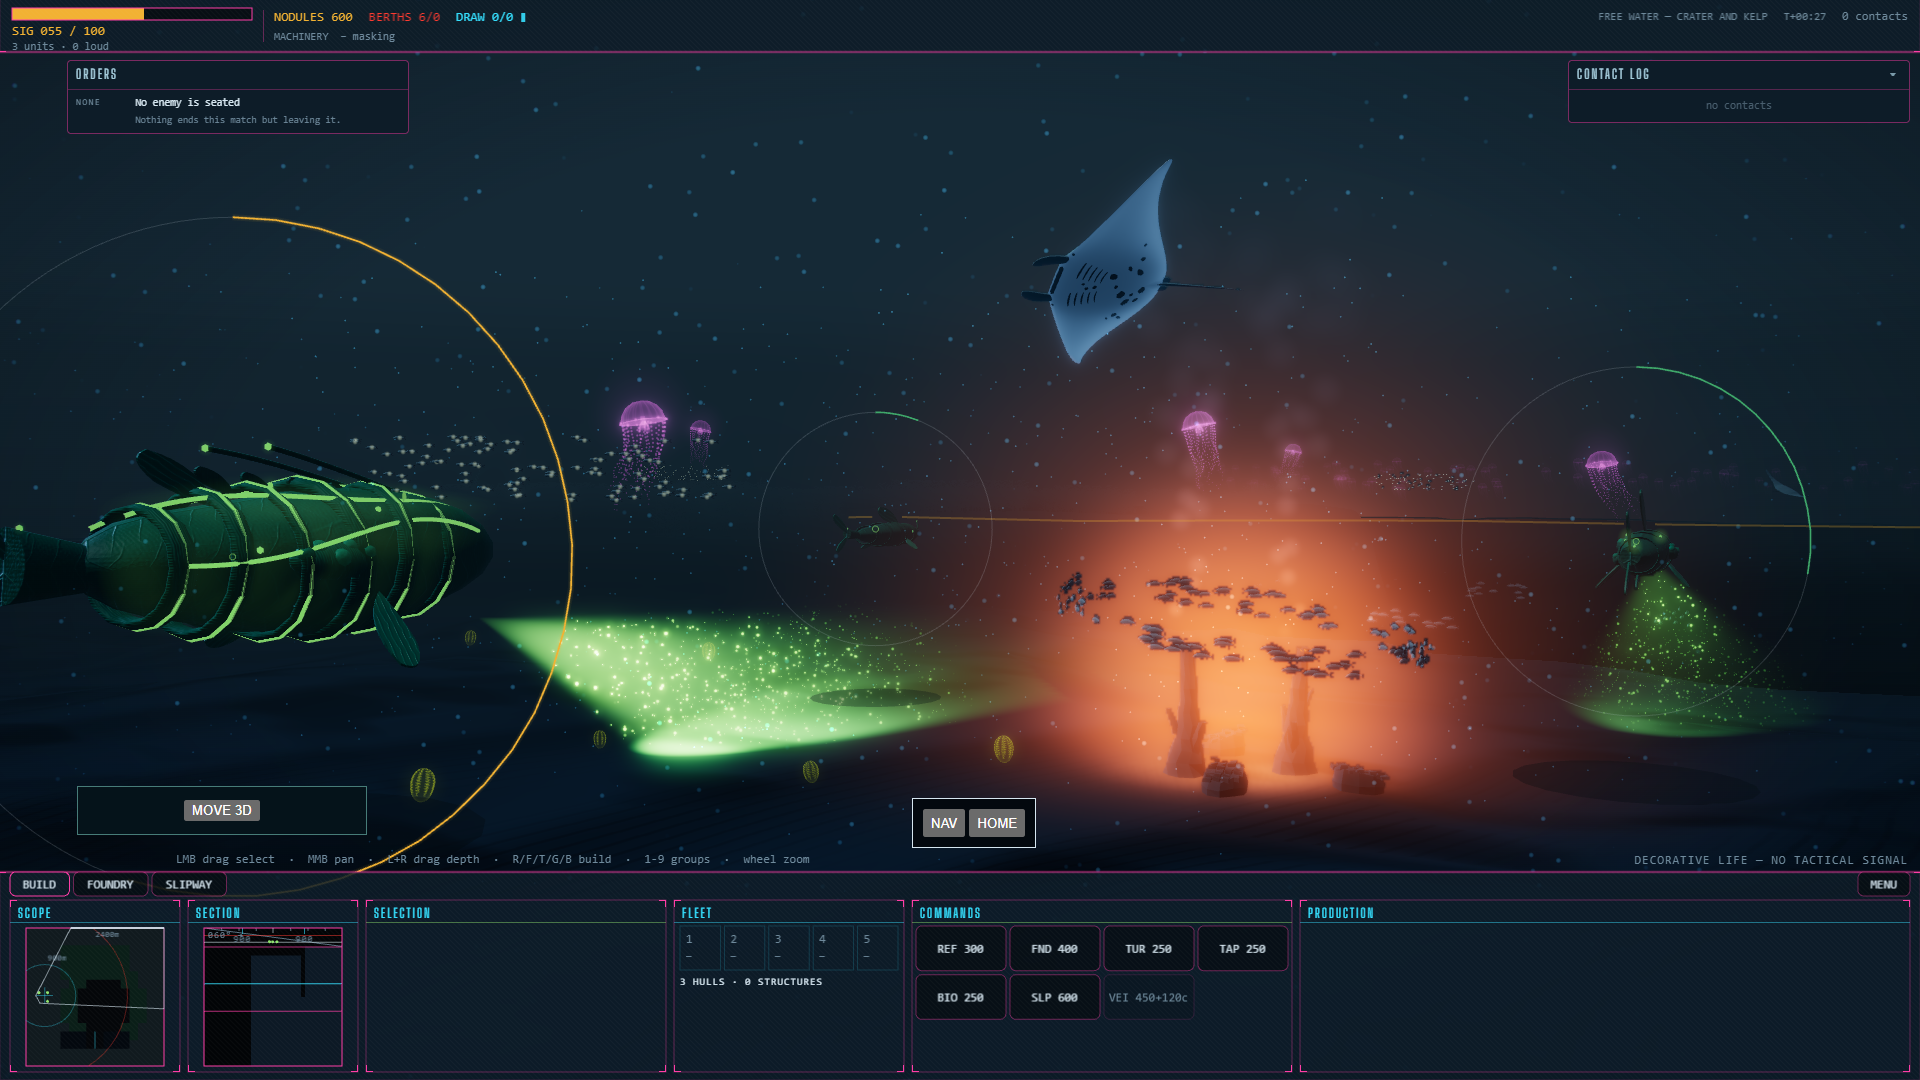 SIG 055 / 100
3 units · 0 loud
NODULES 600 BERTHS 6/0 DRAW 0/0
MACHINERY – masking
FREE WATER — CRATER AND KELP T+00:27 0 contacts
ORDERS
NONE No enemy is seated
Nothing ends this match but leaving it.
CONTACT LOG
no contacts
MOVE 3D
NAV HOME
LMB drag select · MMB pan · L+R drag depth · R/F/T/G/B build · 1-9 groups · wheel zoom
DECORATIVE LIFE — NO TACTICAL SIGNAL
BUILD FOUNDRY SLIPWAY
MENU
SCOPE
2400m
900m
SECTION
060° 900 900
SELECTION
FLEET
1 2 3 4 5
– – – – –
3 HULLS · 0 STRUCTURES
COMMANDS
REF 300 FND 400 TUR 250 TAP 250
BIO 250 SLP 600 VEI 450+120c
PRODUCTION